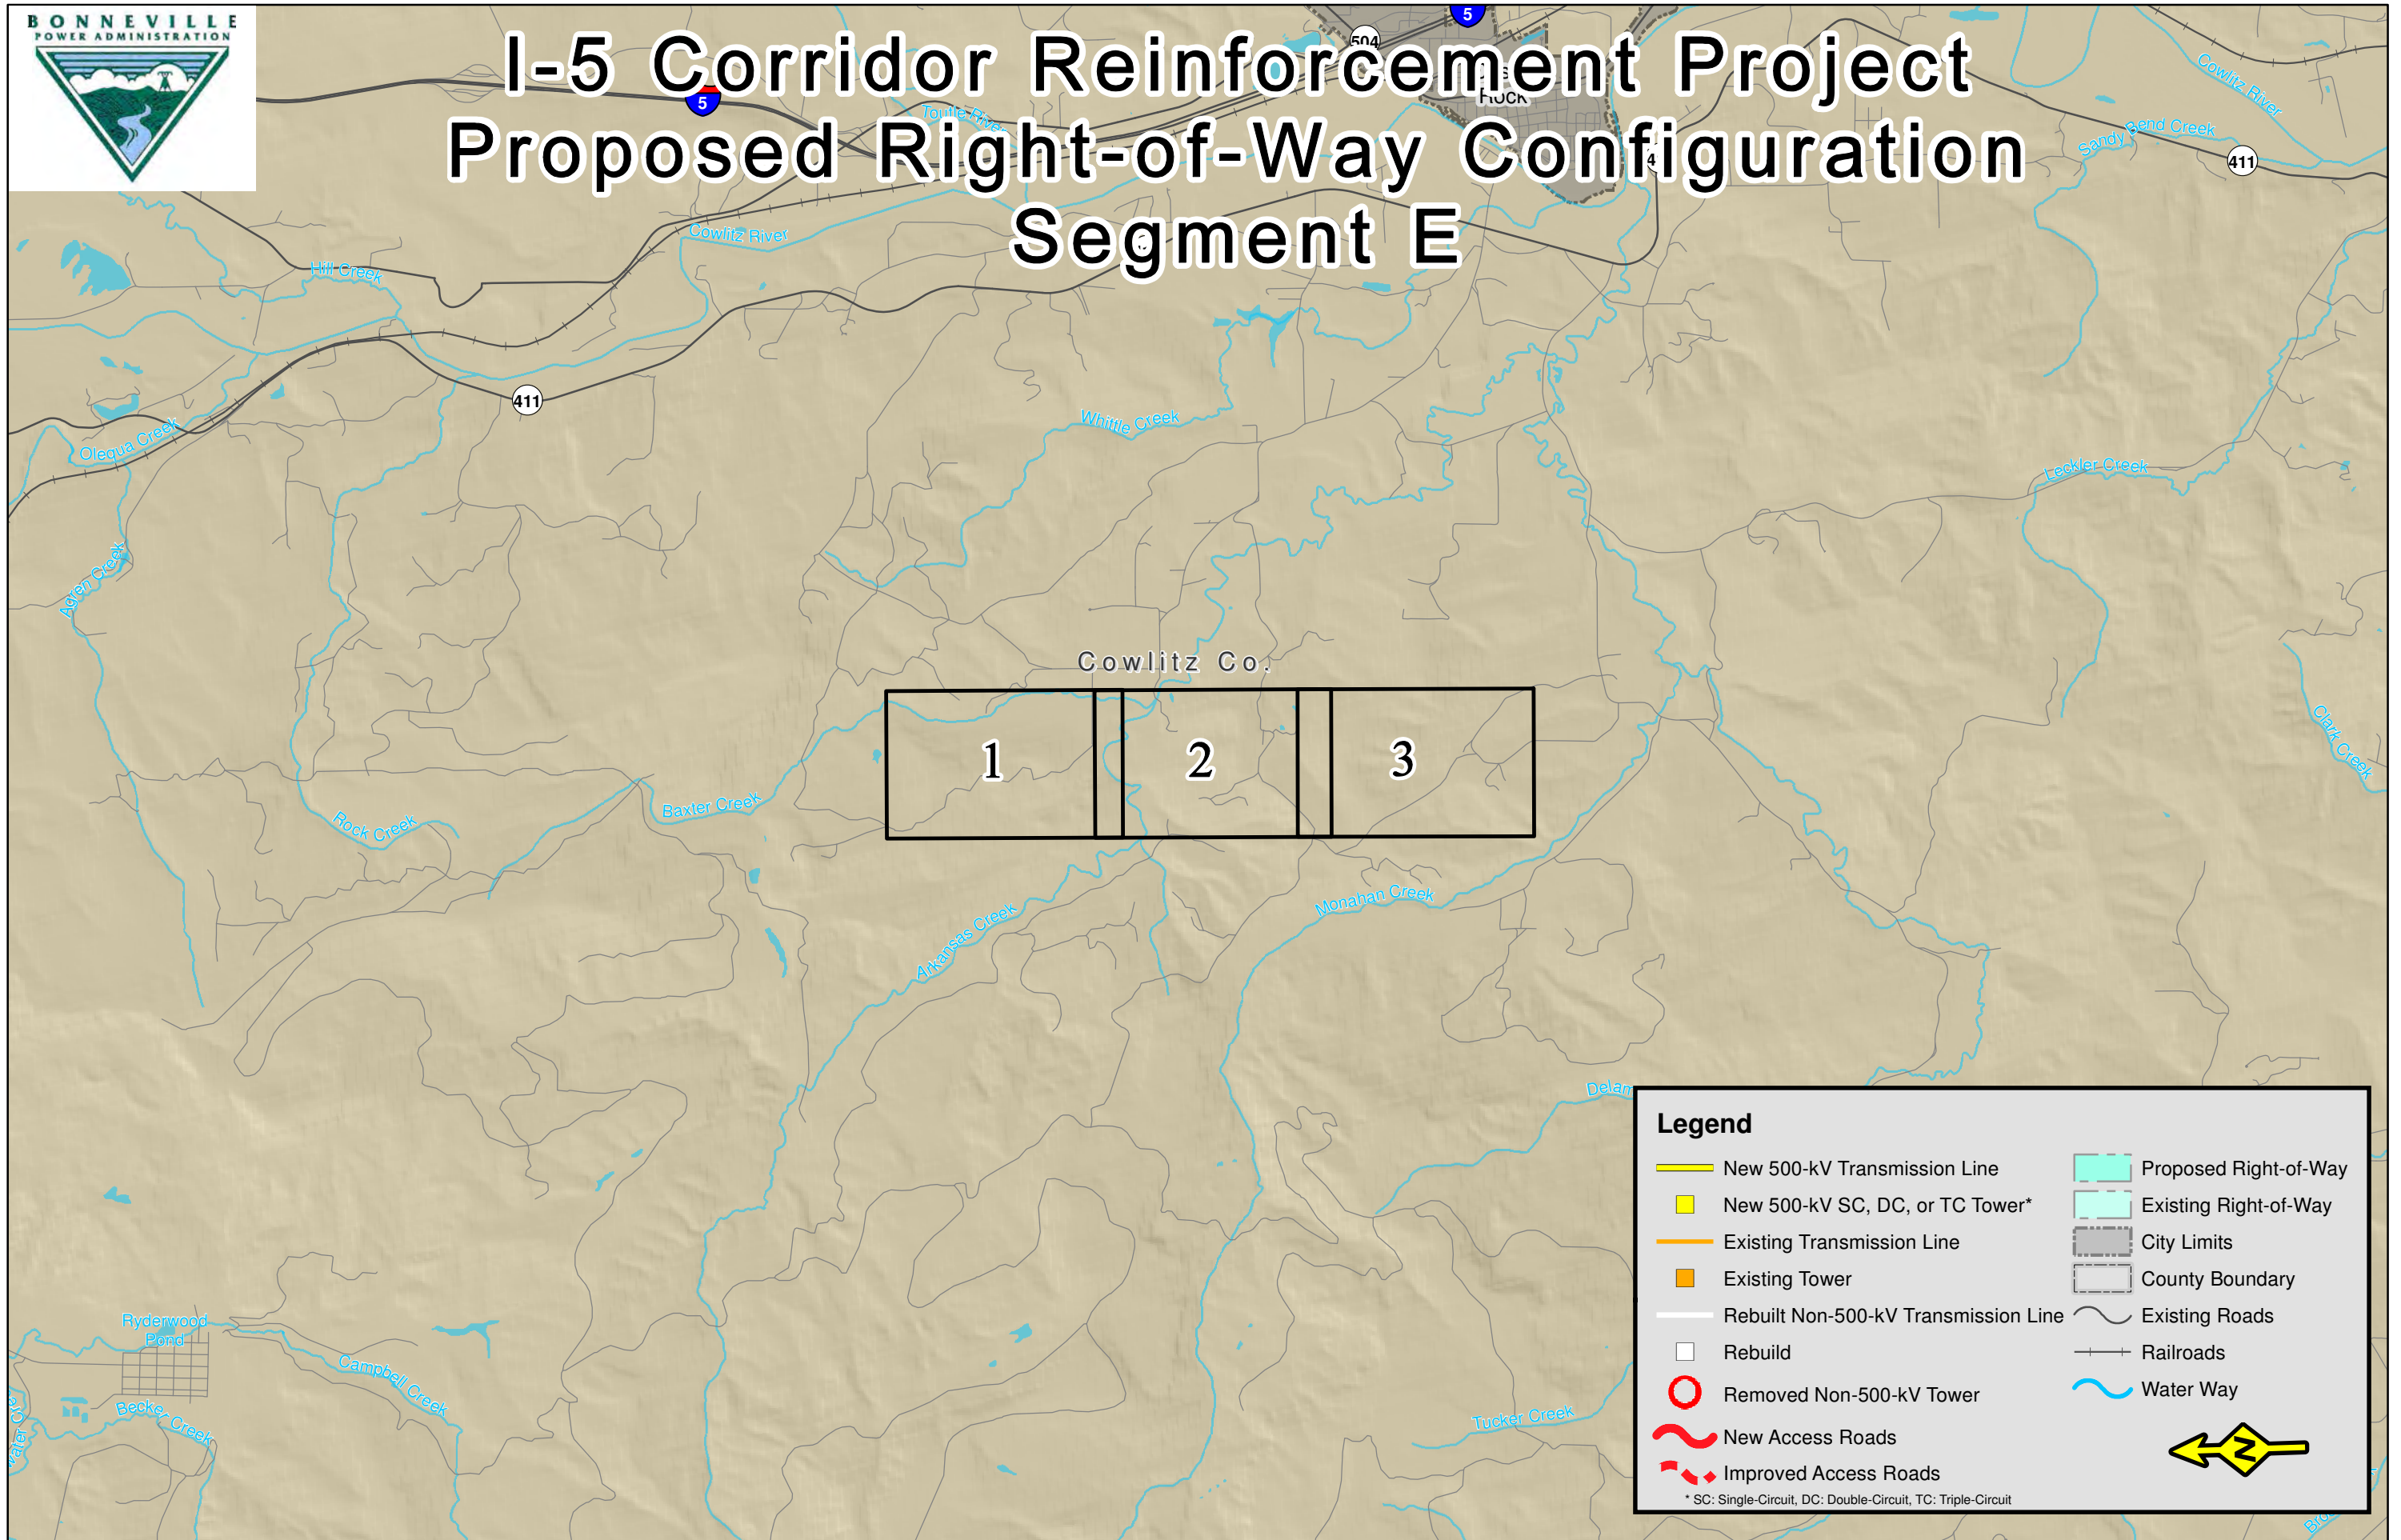 BONNEVILLE
POWER ADMINISTRATION
I-5 Corridor Reinforcement Project
Proposed Right-of-Way Configuration
Segment E
5
504
5
Rock
Toutle River
Cowlitz River
Sandy Bend Creek
411
Cowlitz River
Hill Creek
411
Whittle Creek
Olequa Creek
Leckler Creek
Agren Creek
Cowlitz Co.
1
2
3
Clark Creek
Baxter Creek
Rock Creek
Monahan Creek
Arkansas Creek
Ryderwood
Pond
Campbell Creek
Becker Creek
Tucker Creek
Delam
Legend
New 500-kV Transmission Line
New 500-kV SC, DC, or TC Tower*
Existing Transmission Line
Existing Tower
Rebuilt Non-500-kV Transmission Line
Rebuild
Removed Non-500-kV Tower
New Access Roads
Improved Access Roads
* SC: Single-Circuit, DC: Double-Circuit, TC: Triple-Circuit
Proposed Right-of-Way
Existing Right-of-Way
City Limits
County Boundary
Existing Roads
Railroads
Water Way
N